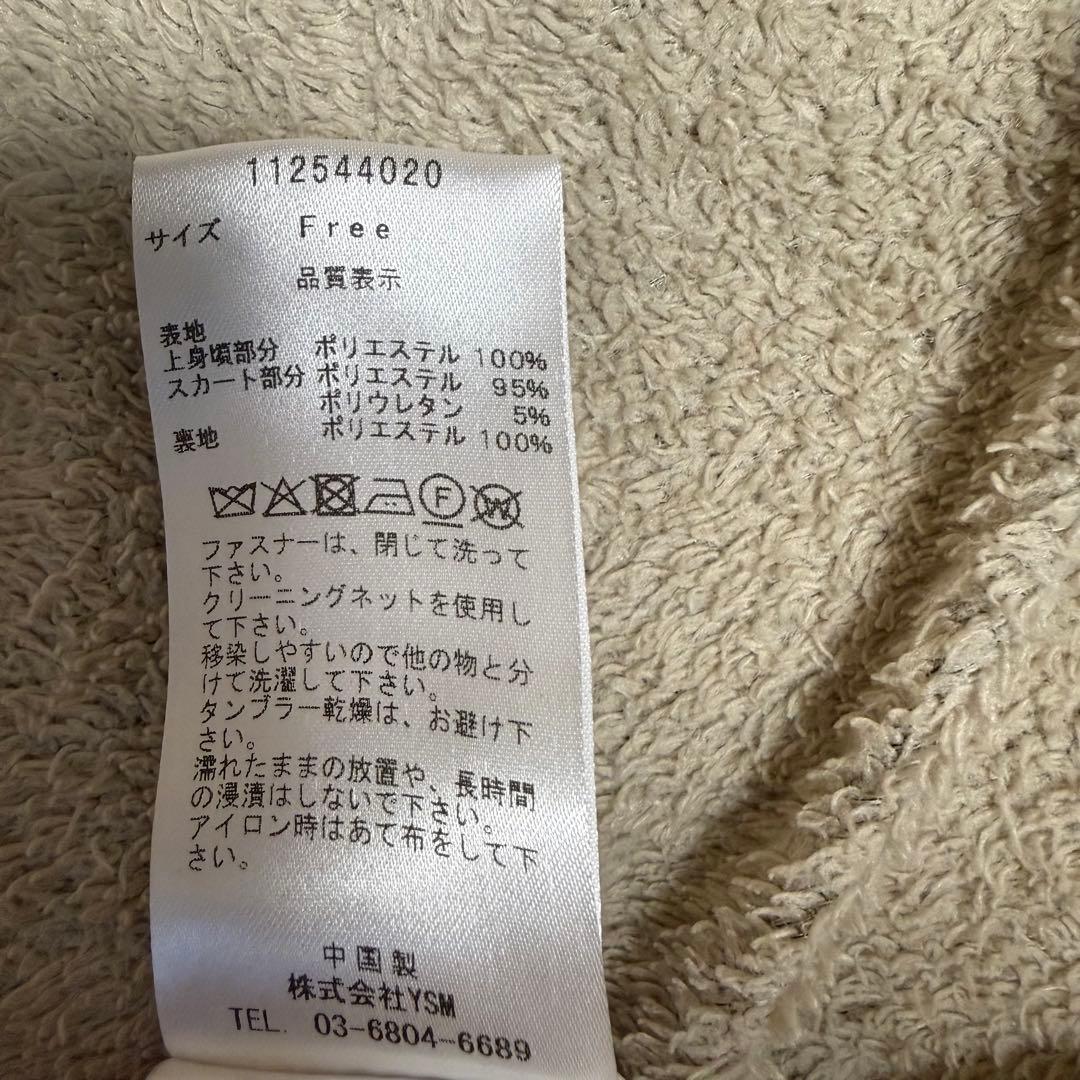 112544020
サイズ Free
品質表示
表地
上身頃部分 ポリエステル 100%
スカート部分 ポリエステル 95%
ポリウレタン 5%
裏地 ポリエステル 100%
F W
ファスナーは、閉じて洗って
下さい。
クリーニングネットを使用し
て下さい。
移染しやすいので他の物と分
けて洗濯して下さい。
タンブラー乾燥は、お避け下
さい。
濡れたままの放置や、長時間
の浸漬はしないで下さい。
アイロン時はあて布をして下
さい。
中国製
株式会社YSM
TEL. 03-6804-6689